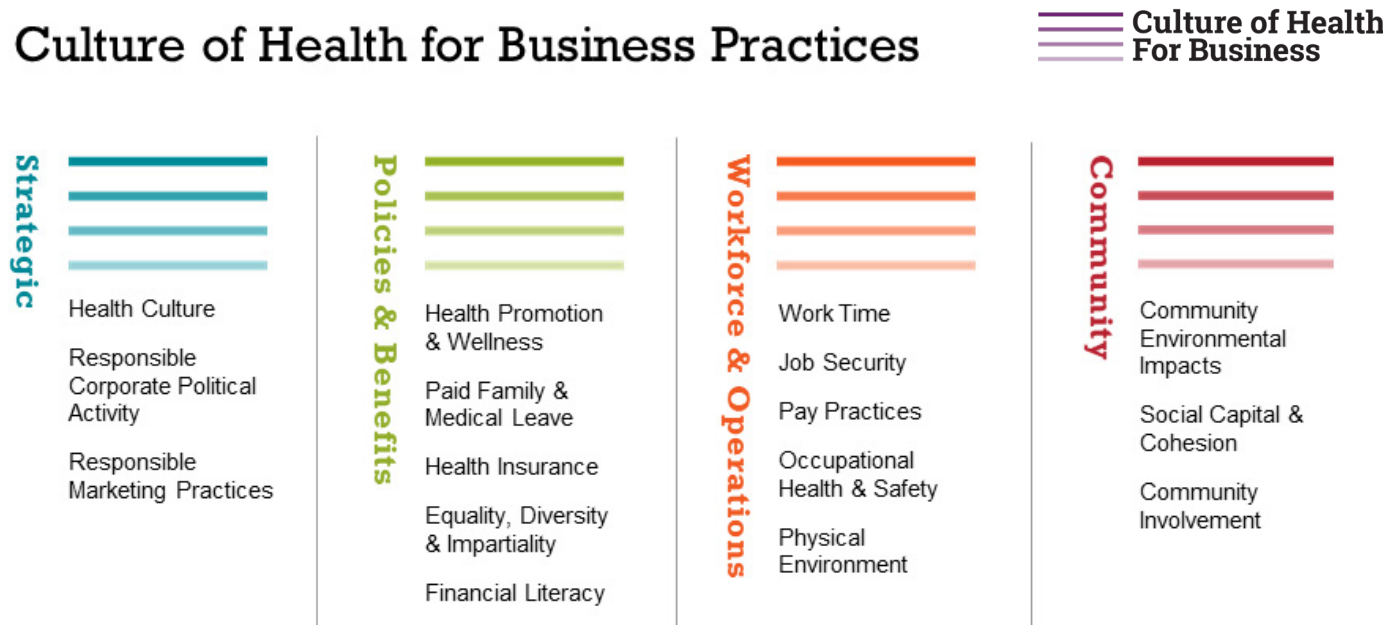 Culture of Health for Business Practices
Culture of Health
For Business
Strategic
Health Culture
Responsible
Corporate Political
Activity
Responsible
Marketing Practices
Policies & Benefits
Health Promotion
& Wellness
Paid Family &
Medical Leave
Health Insurance
Equality, Diversity
& Impartiality
Financial Literacy
Workforce & Operations
Work Time
Job Security
Pay Practices
Occupational
Health & Safety
Physical
Environment
Community
Community
Environmental
Impacts
Social Capital &
Cohesion
Community
Involvement